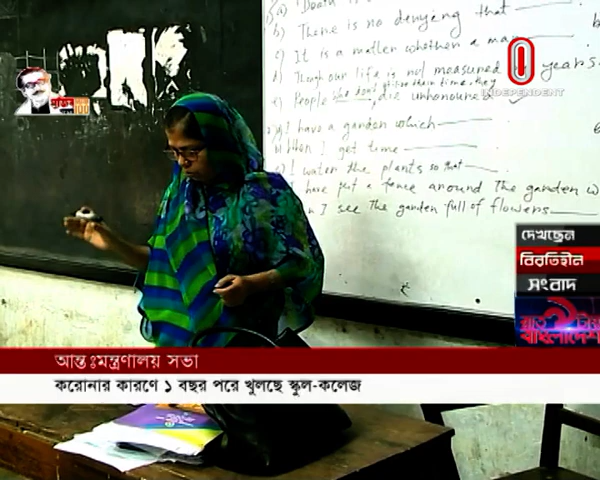 a)
b) There is no denying that
c) It is a matter whether a man
d) Though our life is not measured years
e) People who don't their time, they
die unhonoured
I have a garden which
When I get time
I water the plants so that
have put a fence around The garden w
I see the garden full of flowers
INDEPENDENT
100
দেখছেন
বিরতিহীন
সংবাদ
বাংলাদেশ
আন্তঃমন্ত্রণালয় সভা
করোনার কারণে ১ বছর পরে খুলছে স্কুল-কলেজ